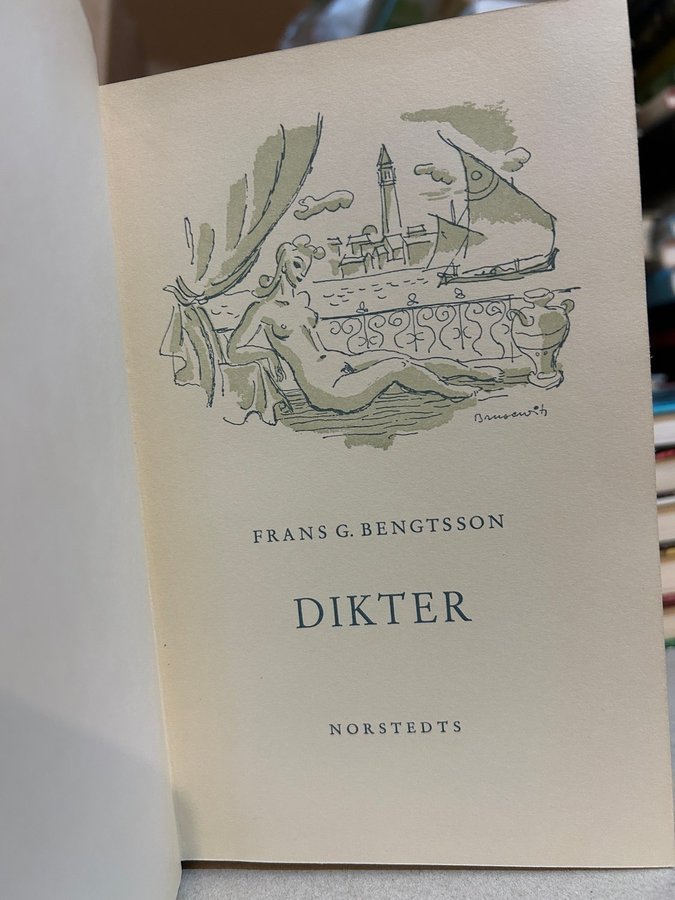 Brusewitz
FRANS G. BENGTSSON
DIKTER
NORSTEDTS